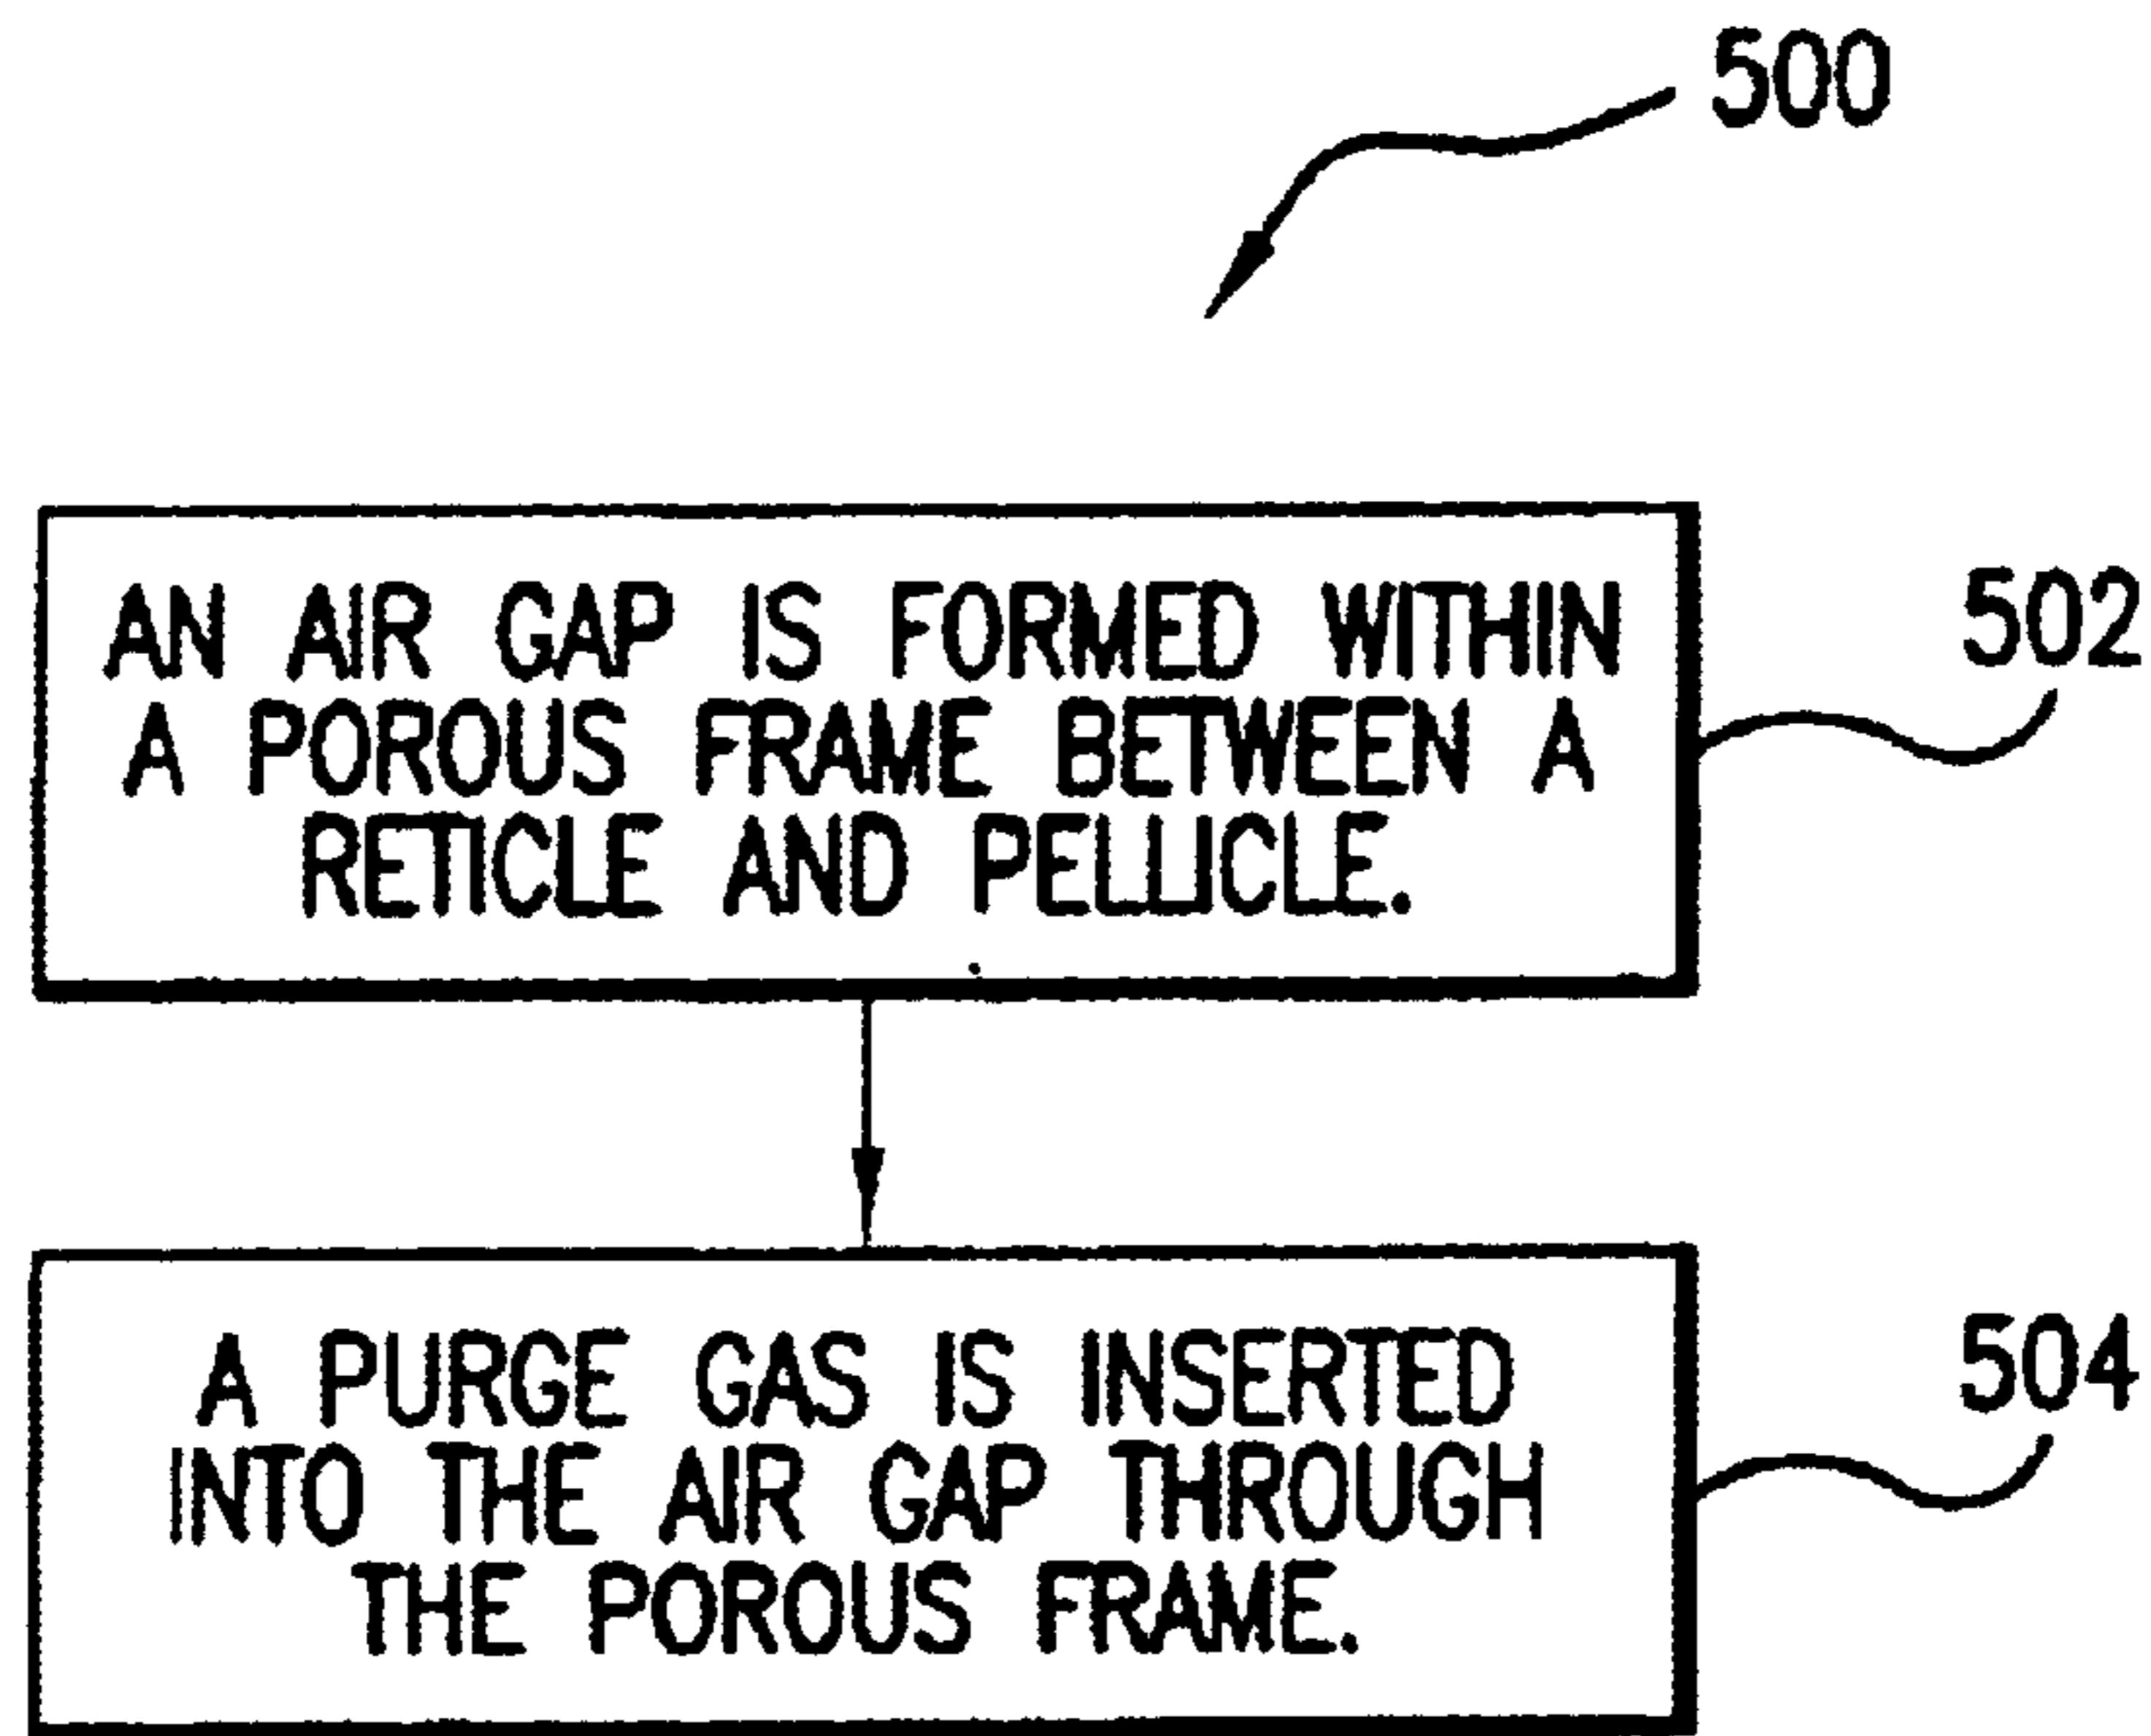 500
AN AIR GAP IS FORMED WITHIN
A POROUS FRAME BETWEEN A
RETICLE AND PELLICLE.
502
A PURGE GAS IS INSERTED
INTO THE AIR GAP THROUGH
THE POROUS FRAME.
504